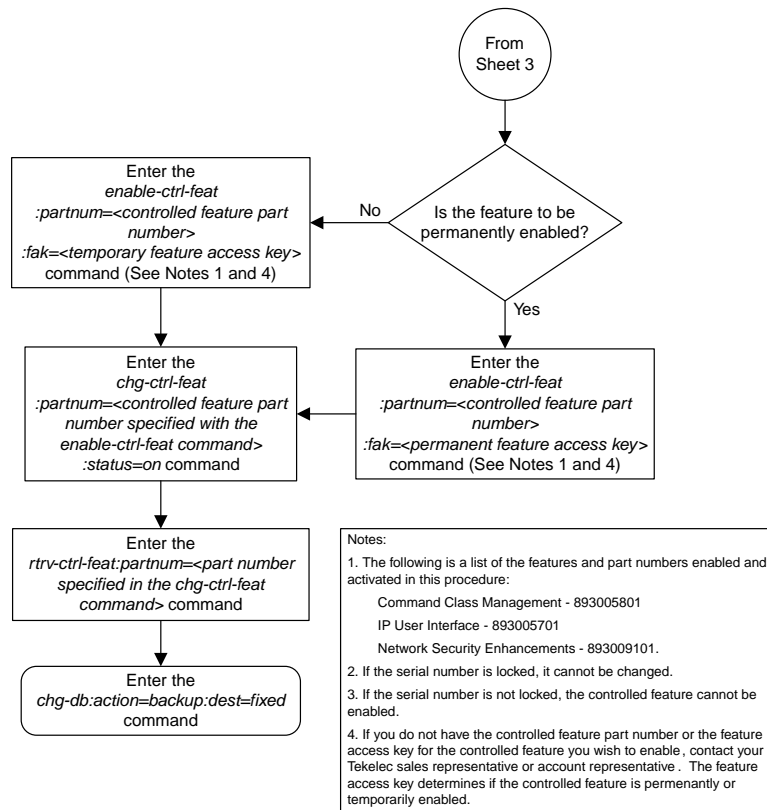 From
Sheet 3
Is the feature to be
permanently enabled?
No
Yes
Enter the
enable-ctrl-feat
:partnum=<controlled feature part
number>
:fak=<temporary feature access key>
command (See Notes 1 and 4)
Enter the
chg-ctrl-feat
:partnum=<controlled feature part
number specified with the
enable-ctrl-feat command>
:status=on command
Enter the
enable-ctrl-feat
:partnum=<controlled feature part
number>
:fak=<permanent feature access key>
command (See Notes 1 and 4)
Enter the
rtrv-ctrl-feat:partnum=<part number
specified in the chg-ctrl-feat
command> command
Enter the
chg-db:action=backup:dest=fixed
command
Notes:
1. The following is a list of the features and part numbers enabled and
activated in this procedure:
Command Class Management - 893005801
IP User Interface - 893005701
Network Security Enhancements - 893009101.
2. If the serial number is locked, it cannot be changed.
3. If the serial number is not locked, the controlled feature cannot be
enabled.
4. If you do not have the controlled feature part number or the feature
access key for the controlled feature you wish to enable, contact your
Tekelec sales representative or account representative. The feature
access key determines if the controlled feature is permenantly or
temporarily enabled.